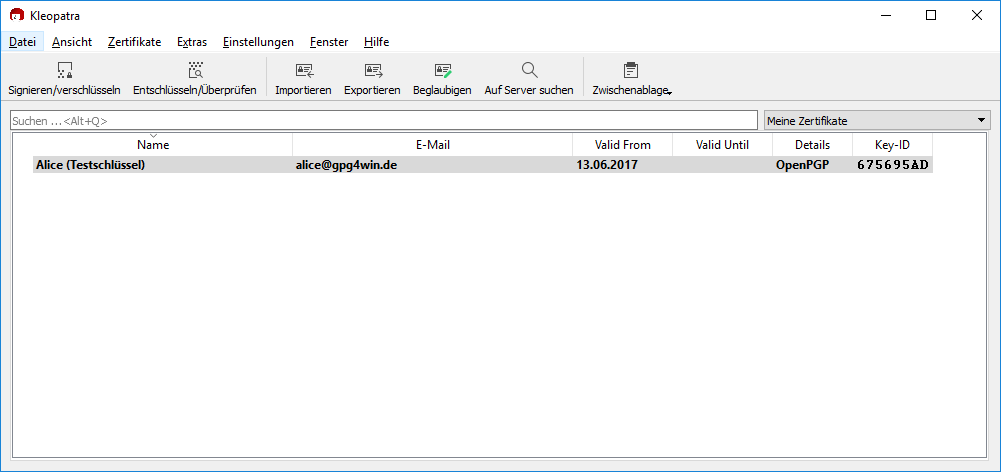 Kleopatra
Datei Ansicht Zertifikate Extras Einstellungen Fenster Hilfe
Signieren/verschlüsseln Entschlüsseln/Überprüfen Importieren Exportieren Beglaubigen Auf Server suchen Zwischenablage
Suchen ... <Alt+Q> Meine Zertifikate
Name E-Mail Valid From Valid Until Details Key-ID
Alice (Testschlüssel) alice@gpg4win.de 13.06.2017 OpenPGP 675695AD